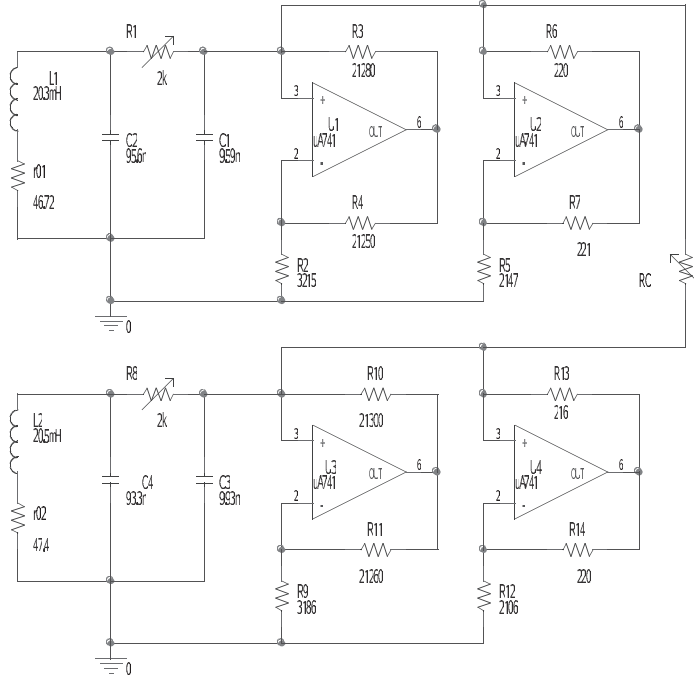 R1
2k
R3
21280
R6
220
L1
20.3mH
C2
95.6n
C1
95.9n
3
+
U1
uA741
OUT
6
2
-
3
+
U2
uA741
OUT
6
2
-
r01
46.72
R4
21250
R7
221
R2
3215
R5
2147
RC
0
R8
2k
R10
21300
R13
216
L2
20.5mH
C4
93.3n
C3
99.3n
3
+
U3
uA741
OUT
6
2
-
3
+
U4
uA741
OUT
6
2
-
r02
47.4
R11
21260
R14
220
R9
3186
R12
2106
0